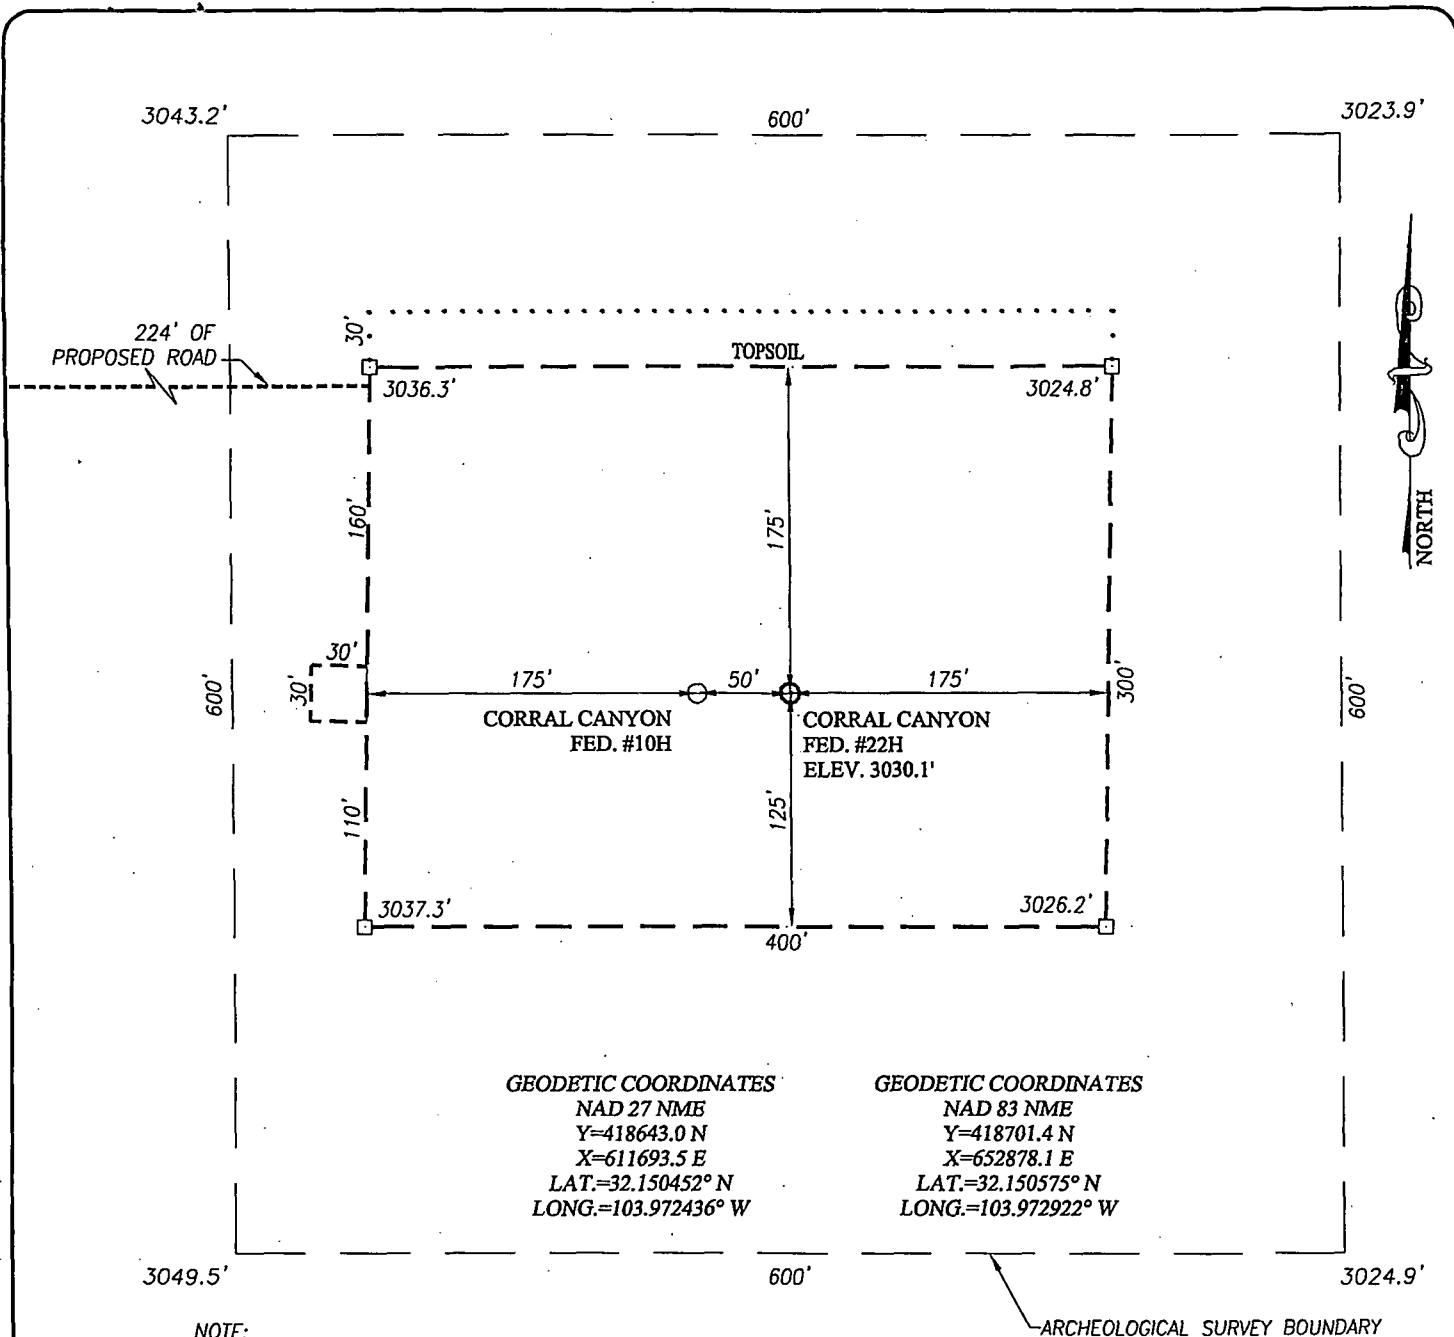 3043.2'
600'
3023.9'
224' OF
PROPOSED ROAD
30'
TOPSOIL
3036.3'
3024.8'
NORTH
160'
175'
30'
30'
600'
175'
50'
175'
300'
600'
CORRAL CANYON
FED. #10H
CORRAL CANYON
FED. #22H
ELEV. 3030.1'
110'
125'
3037.3'
3026.2'
400'
GEODETIC COORDINATES
NAD 27 NME
Y=418643.0 N
X=611693.5 E
LAT.=32.150452° N
LONG.=103.972436° W
GEODETIC COORDINATES
NAD 83 NME
Y=418701.4 N
X=652878.1 E
LAT.=32.150575° N
LONG.=103.972922° W
3049.5'
600'
3024.9'
NOTE:
ARCHEOLOGICAL SURVEY BOUNDARY